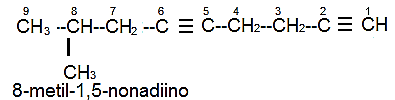 9 8 7 6 5 4 3 2 1
CH₃ --CH--CH₂ --C ≡ C--CH₂--CH₂--C ≡ CH
CH₃
8-metil-1,5-nonadiino